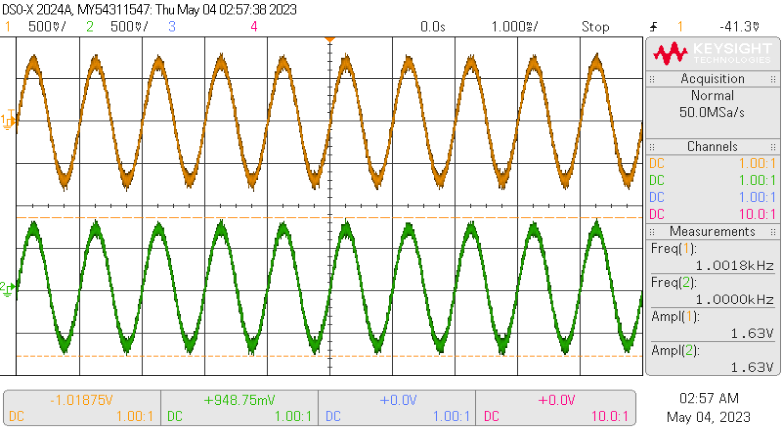 DSO-X 2024A, MY54311547: Thu May 04 02:57:38 2023
1 500mV/ 2 500mV/ 3 4 0.0s 1.000ms/ Stop 1 -41.3mV
KEYSIGHT
TECHNOLOGIES
Acquisition
Normal
50.0MSa/s
Channels
DC 1.00:1
DC 1.00:1
DC 1.00:1
DC 10.0:1
Measurements
Freq(1):
1.0018kHz
Freq(2):
1.0000kHz
Ampl(1):
1.63V
Ampl(2):
1.63V
1 T
2
-1.01875V +948.75mV +0.0V +0.0V
DC 1.00:1 DC 1.00:1 DC 1.00:1 DC 10.0:1
02:57 AM
May 04, 2023